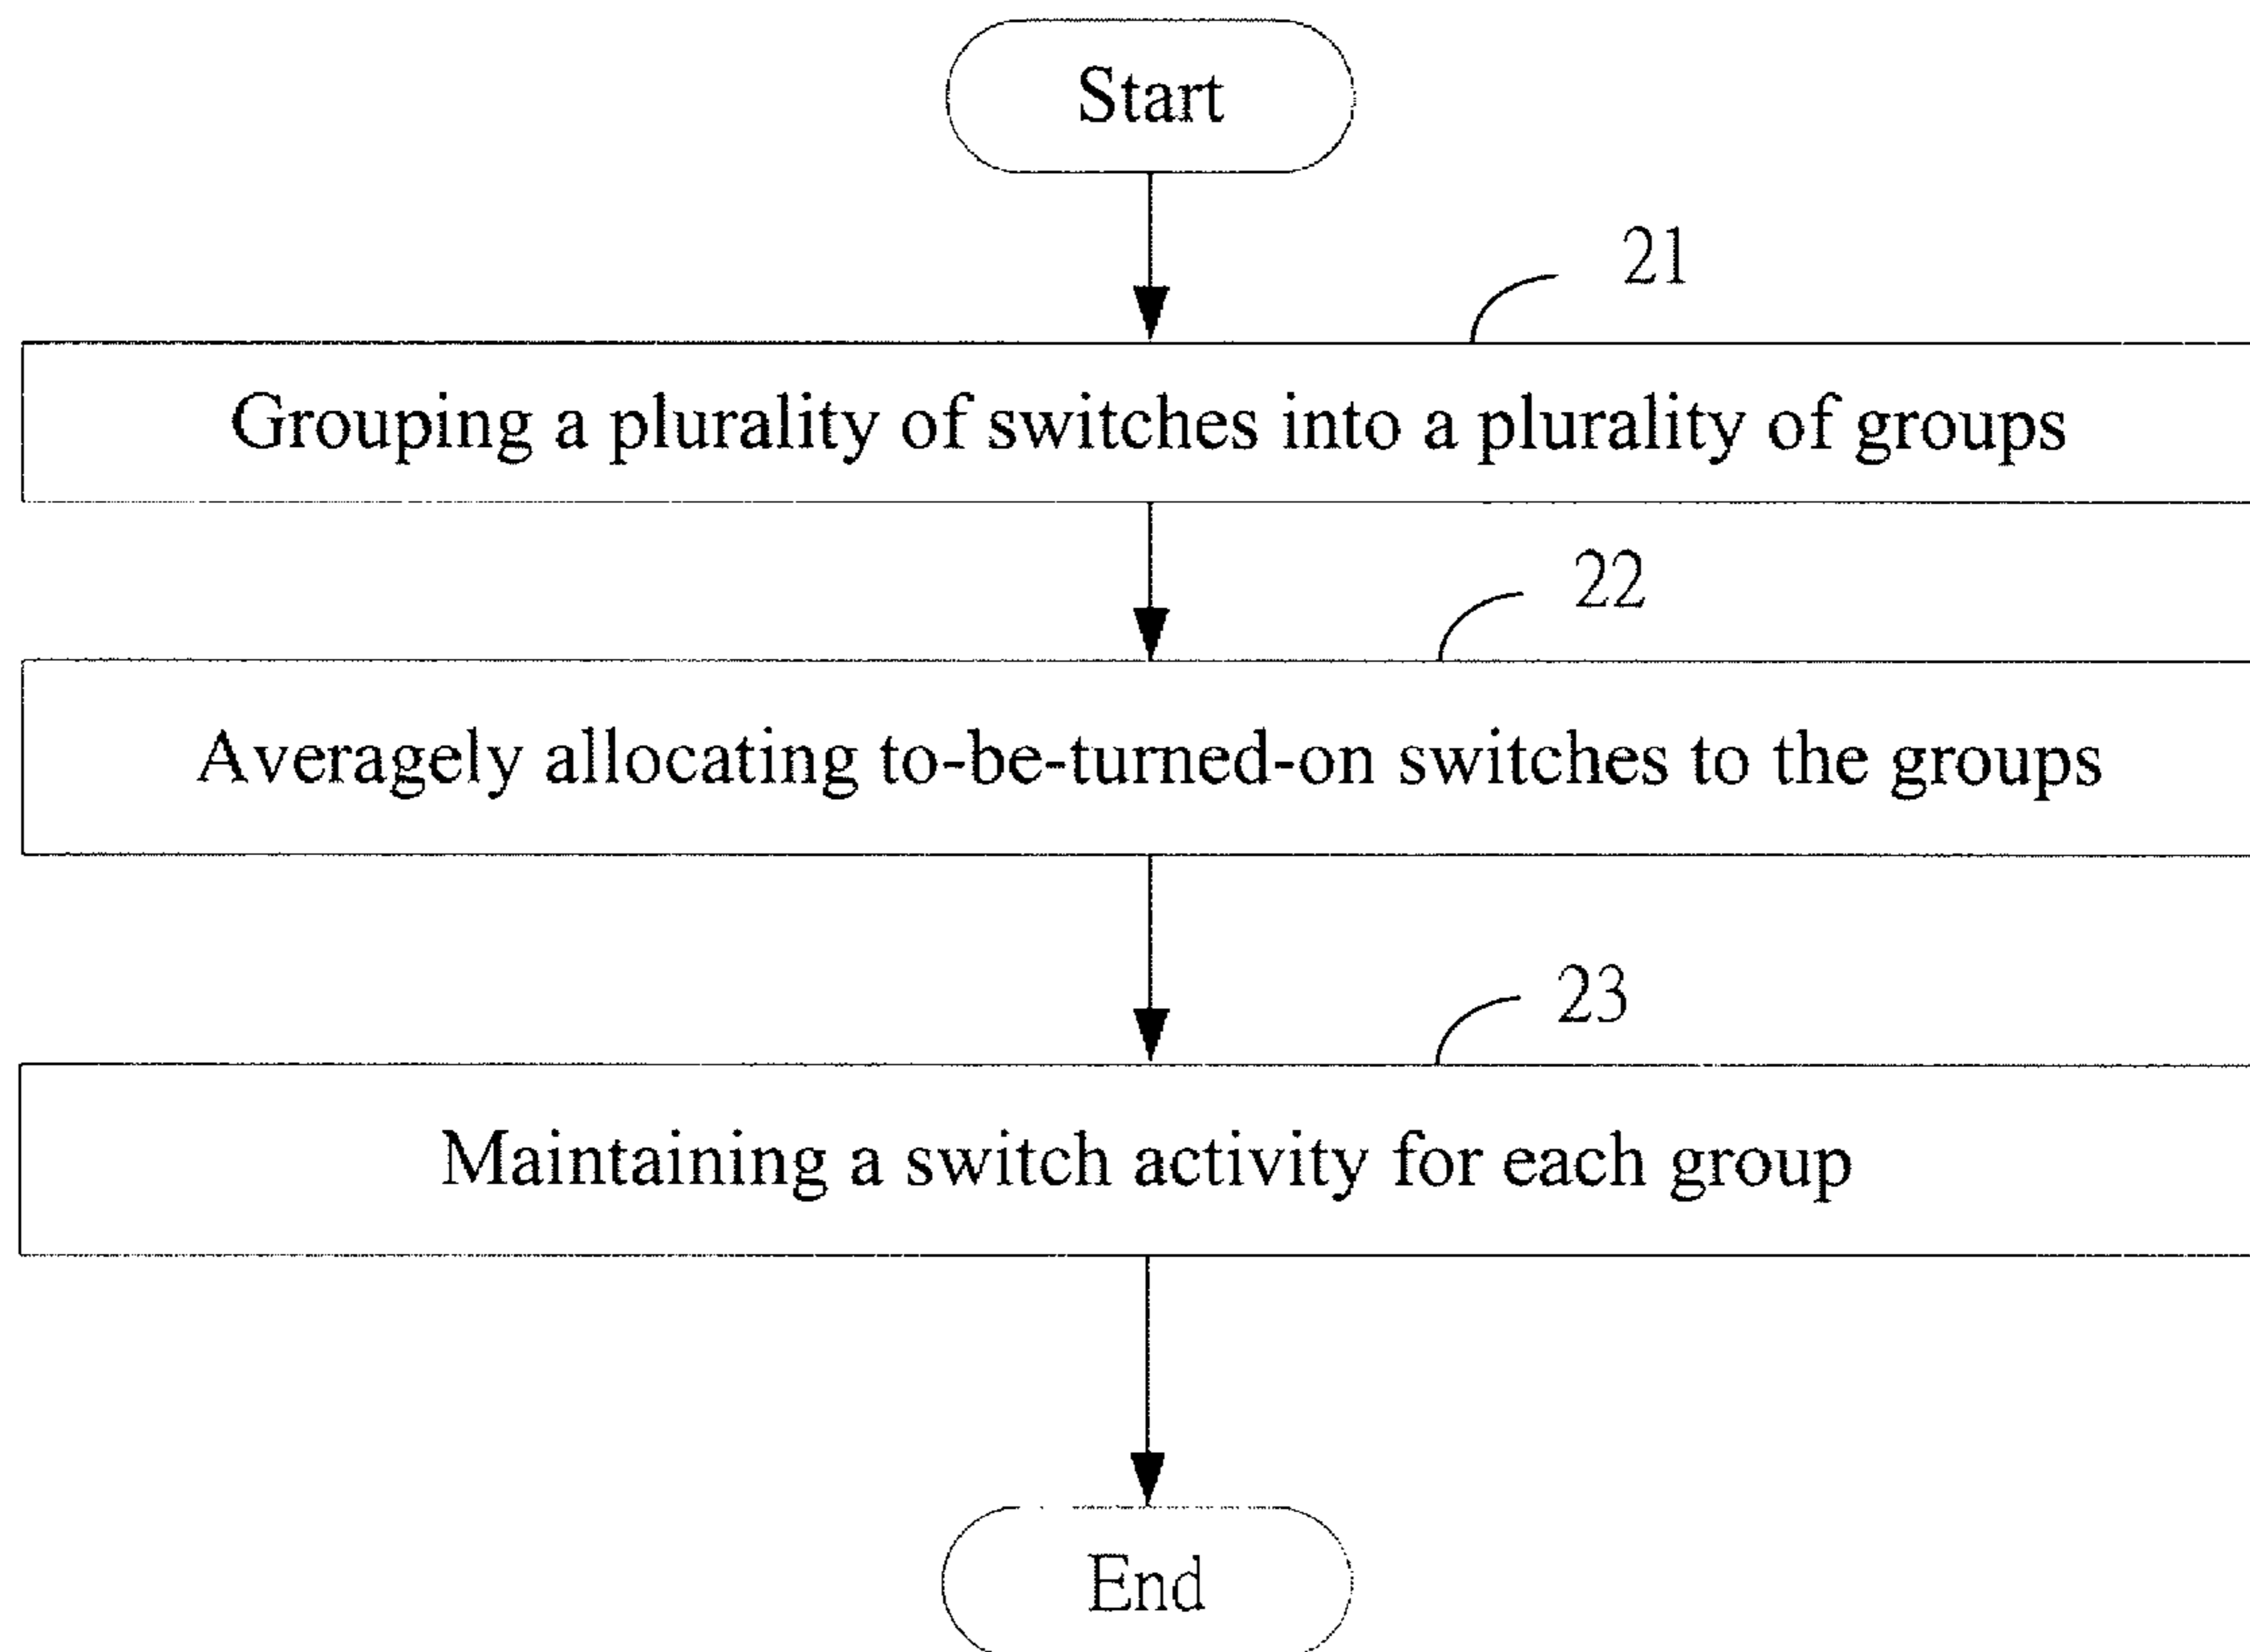 Start
21
Grouping a plurality of switches into a plurality of groups
22
Averagely allocating to-be-turned-on switches to the groups
23
Maintaining a switch activity for each group
End